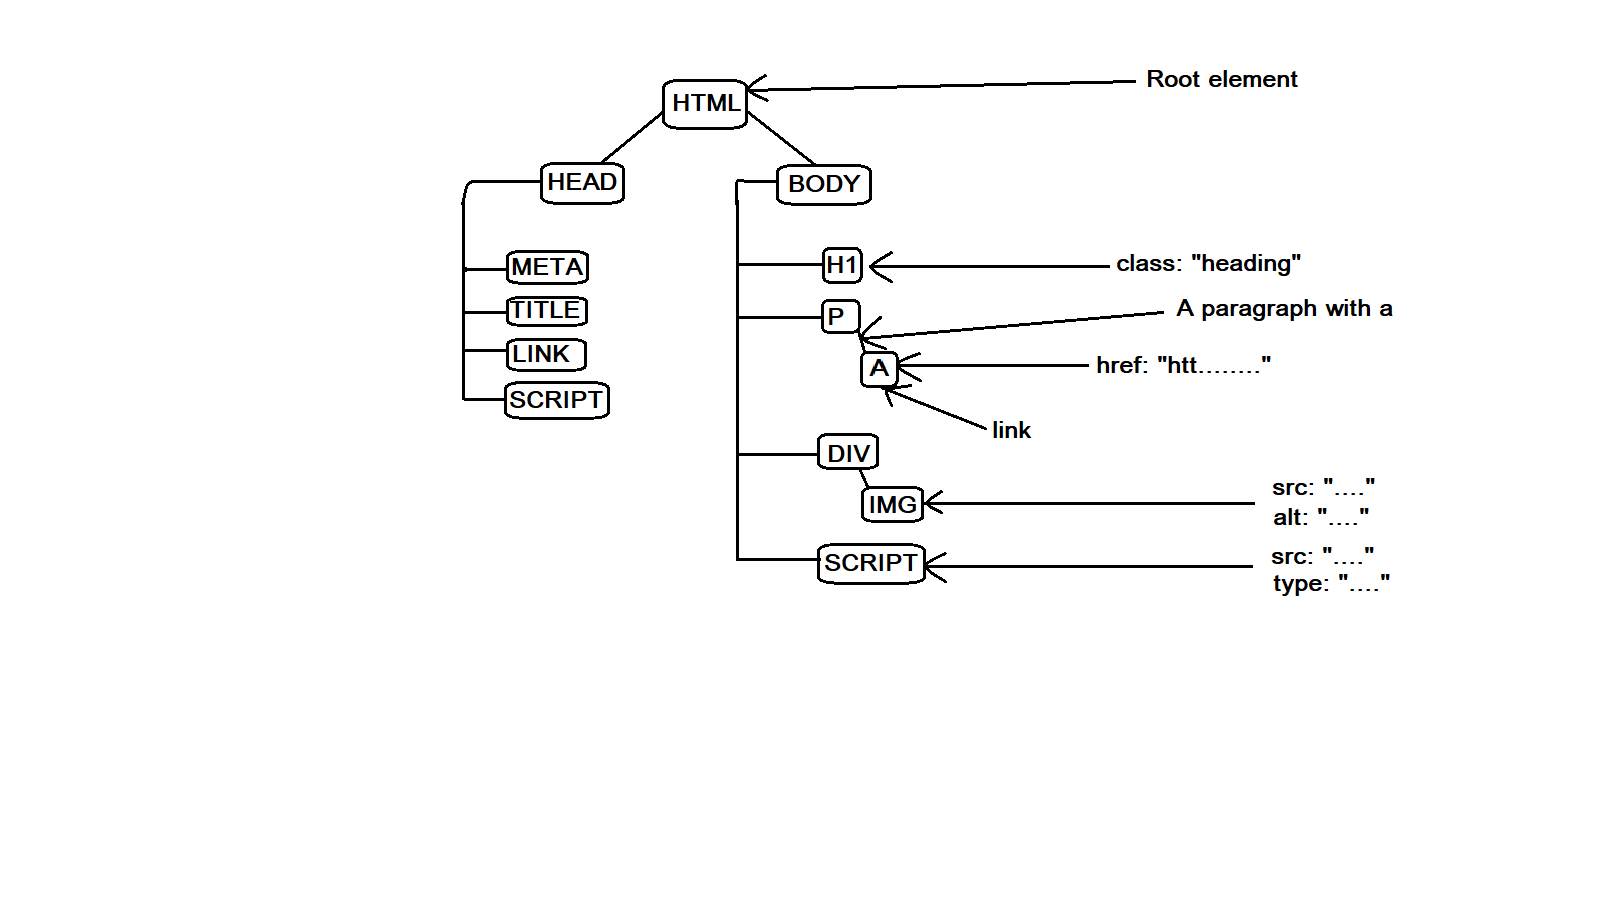 HTML
Root element
HEAD
BODY
META
TITLE
LINK
SCRIPT
H1
class: "heading"
P
A paragraph with a
A
href: "htt........"
link
DIV
IMG
src: "...."
alt: "...."
SCRIPT
src: "...."
type: "...."